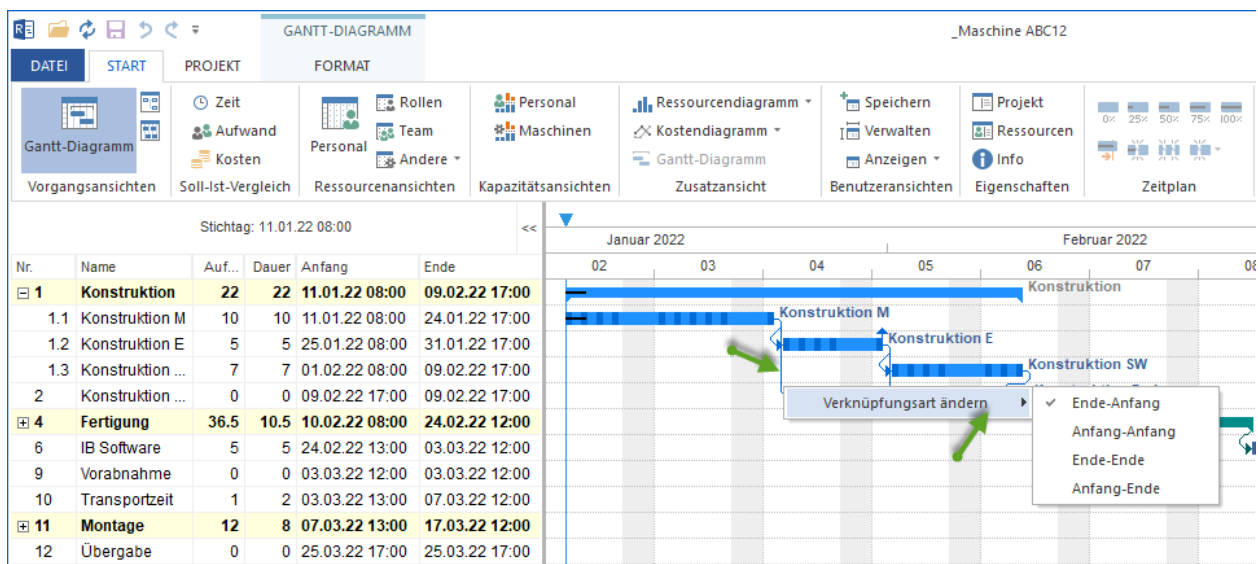 GANTT-DIAGRAMM
_Maschine ABC12
DATEI START PROJEKT FORMAT
Gantt-Diagramm
Vorgangsansichten
Zeit
Aufwand
Kosten
Soll-Ist-Vergleich
Personal
Rollen
Team
Andere
Ressourcenansichten
Personal
Maschinen
Kapazitätsansichten
Ressourcendiagramm
Kostendiagramm
Gantt-Diagramm
Zusatzansicht
Speichern
Verwalten
Anzeigen
Benutzeransichten
Projekt
Ressourcen
Info
Eigenschaften
0% 25% 50% 75% 100%
Zeitplan
Stichtag: 11.01.22 08:00 <<
Januar 2022 Februar 2022
02 03 04 05 06 07 08
Nr. Name Auf... Dauer Anfang Ende
1 Konstruktion 22 22 11.01.22 08:00 09.02.22 17:00 Konstruktion
1.1 Konstruktion M 10 10 11.01.22 08:00 24.01.22 17:00 Konstruktion M
1.2 Konstruktion E 5 5 25.01.22 08:00 31.01.22 17:00 Konstruktion E
1.3 Konstruktion ... 7 7 01.02.22 08:00 09.02.22 17:00 Konstruktion SW
2 Konstruktion ... 0 0 09.02.22 17:00 09.02.22 17:00
4 Fertigung 36.5 10.5 10.02.22 08:00 24.02.22 12:00
6 IB Software 5 5 24.02.22 13:00 03.03.22 12:00
9 Vorabnahme 0 0 03.03.22 12:00 03.03.22 12:00
10 Transportzeit 1 2 03.03.22 13:00 07.03.22 12:00
11 Montage 12 8 07.03.22 13:00 17.03.22 12:00
12 Übergabe 0 0 25.03.22 17:00 25.03.22 17:00
Verknüpfungsart ändern
Ende-Anfang
Anfang-Anfang
Ende-Ende
Anfang-Ende